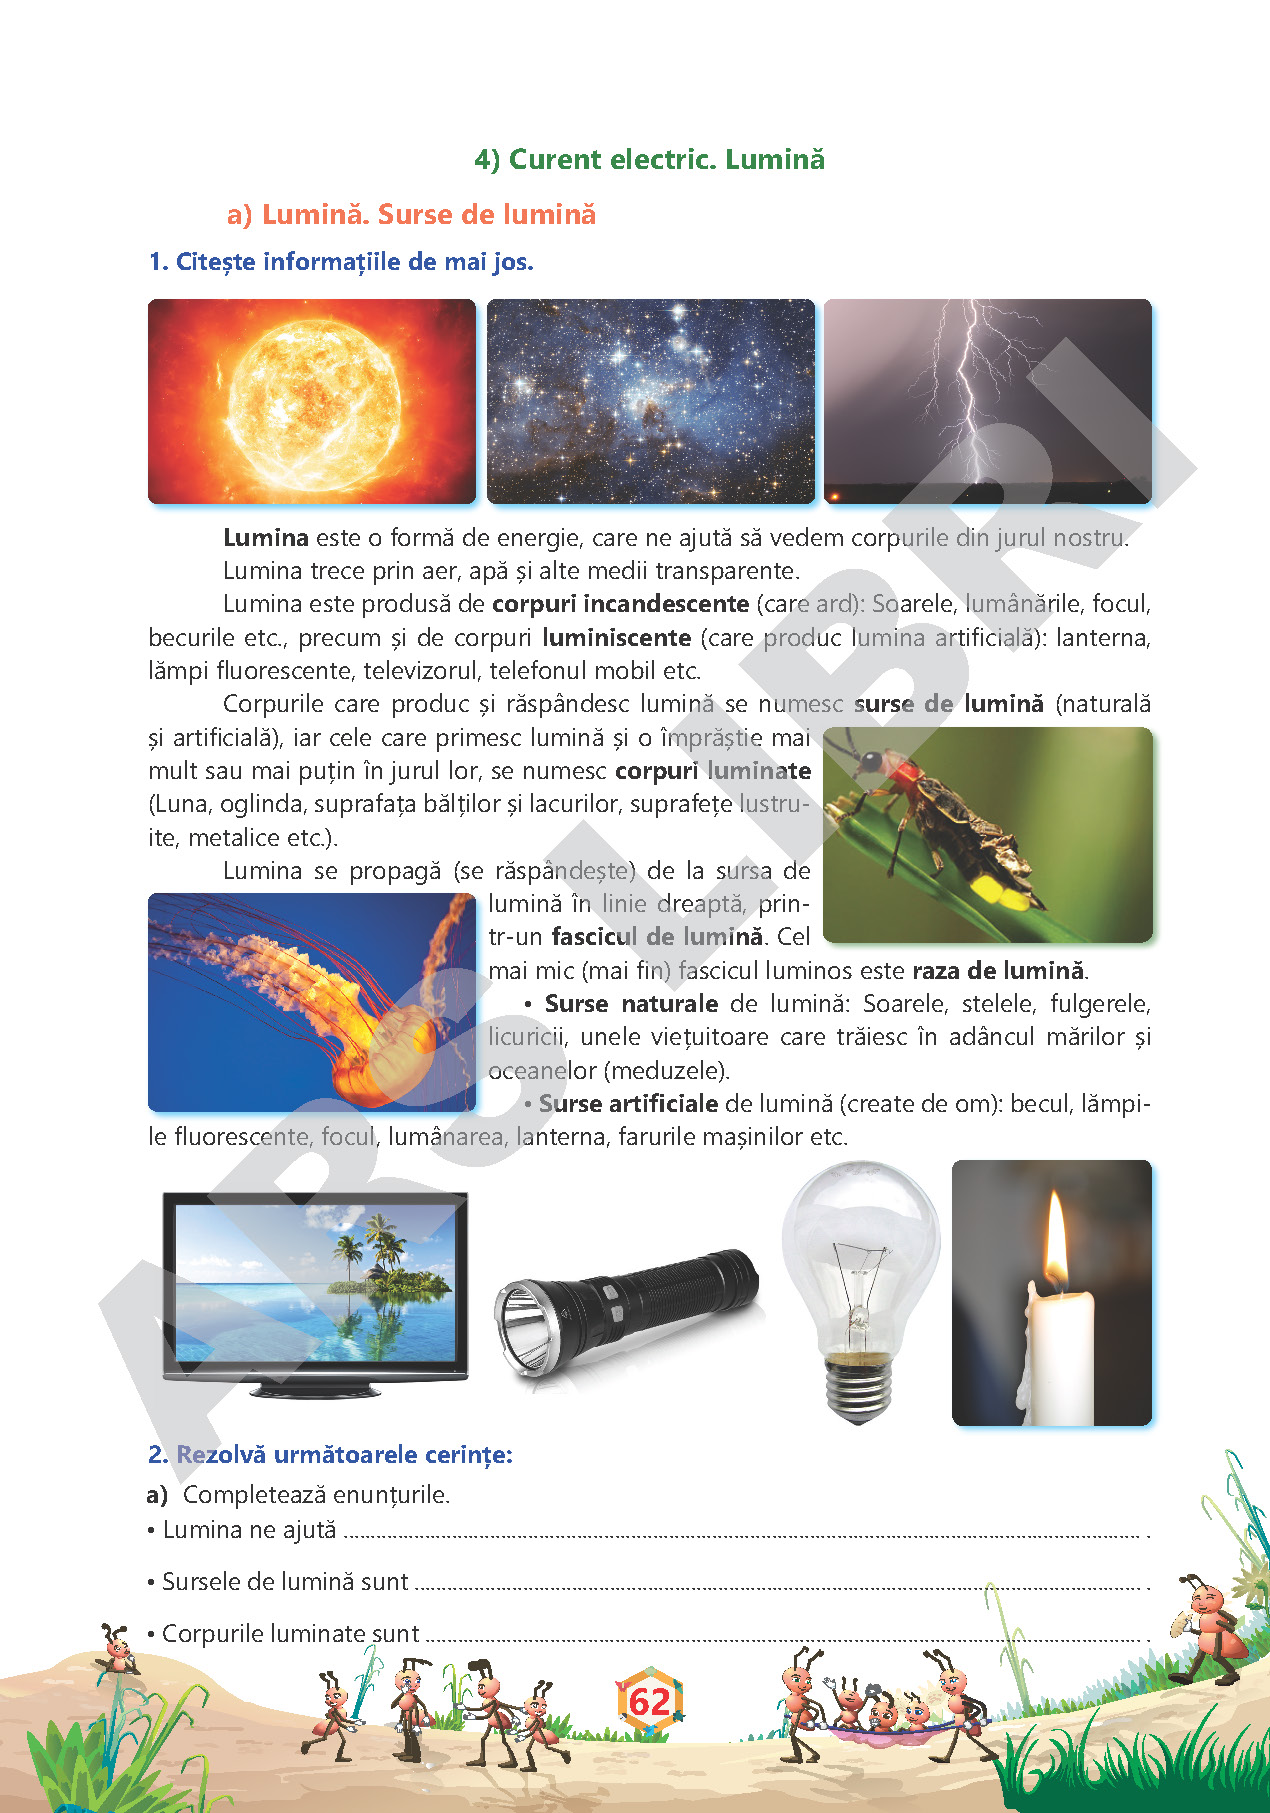 4) Curent electric. Lumină
a) Lumină. Surse de lumină
1. Citește informațiile de mai jos.
Lumina este o formă de energie, care ne ajută să vedem corpurile din jurul nostru.
Lumina trece prin aer, apă și alte medii transparente.
Lumina este produsă de corpuri incandescente (care ard): Soarele, lumânările, focul,
becurile etc., precum și de corpuri luminiscente (care produc lumina artificială): lanterna,
lămpi fluorescente, televizorul, telefonul mobil etc.
Corpurile care produc și răspândesc lumină se numesc surse de lumină (naturală
și artificială), iar cele care primesc lumină și o împrăștie mai
mult sau mai puțin în jurul lor, se numesc corpuri luminate
(Luna, oglinda, suprafața bălților și lacurilor, suprafețe lustru-
ite, metalice etc.).
Lumina se propagă (se răspândește) de la sursa de
lumină în linie dreaptă, prin-
tr-un fascicul de lumină. Cel
mai mic (mai fin) fascicul luminos este raza de lumină.
• Surse naturale de lumină: Soarele, stelele, fulgerele,
licuricii, unele viețuitoare care trăiesc în adâncul mărilor și
oceanelor (meduzele).
• Surse artificiale de lumină (create de om): becul, lămpi-
le fluorescente, focul, lumânarea, lanterna, farurile mașinilor etc.
2. Rezolvă următoarele cerințe:
a) Completează enunțurile.
• Lumina ne ajută .................................................. .
• Sursele de lumină sunt .................................................. .
• Corpurile luminate sunt .................................................. .
62
ARS LIBRI